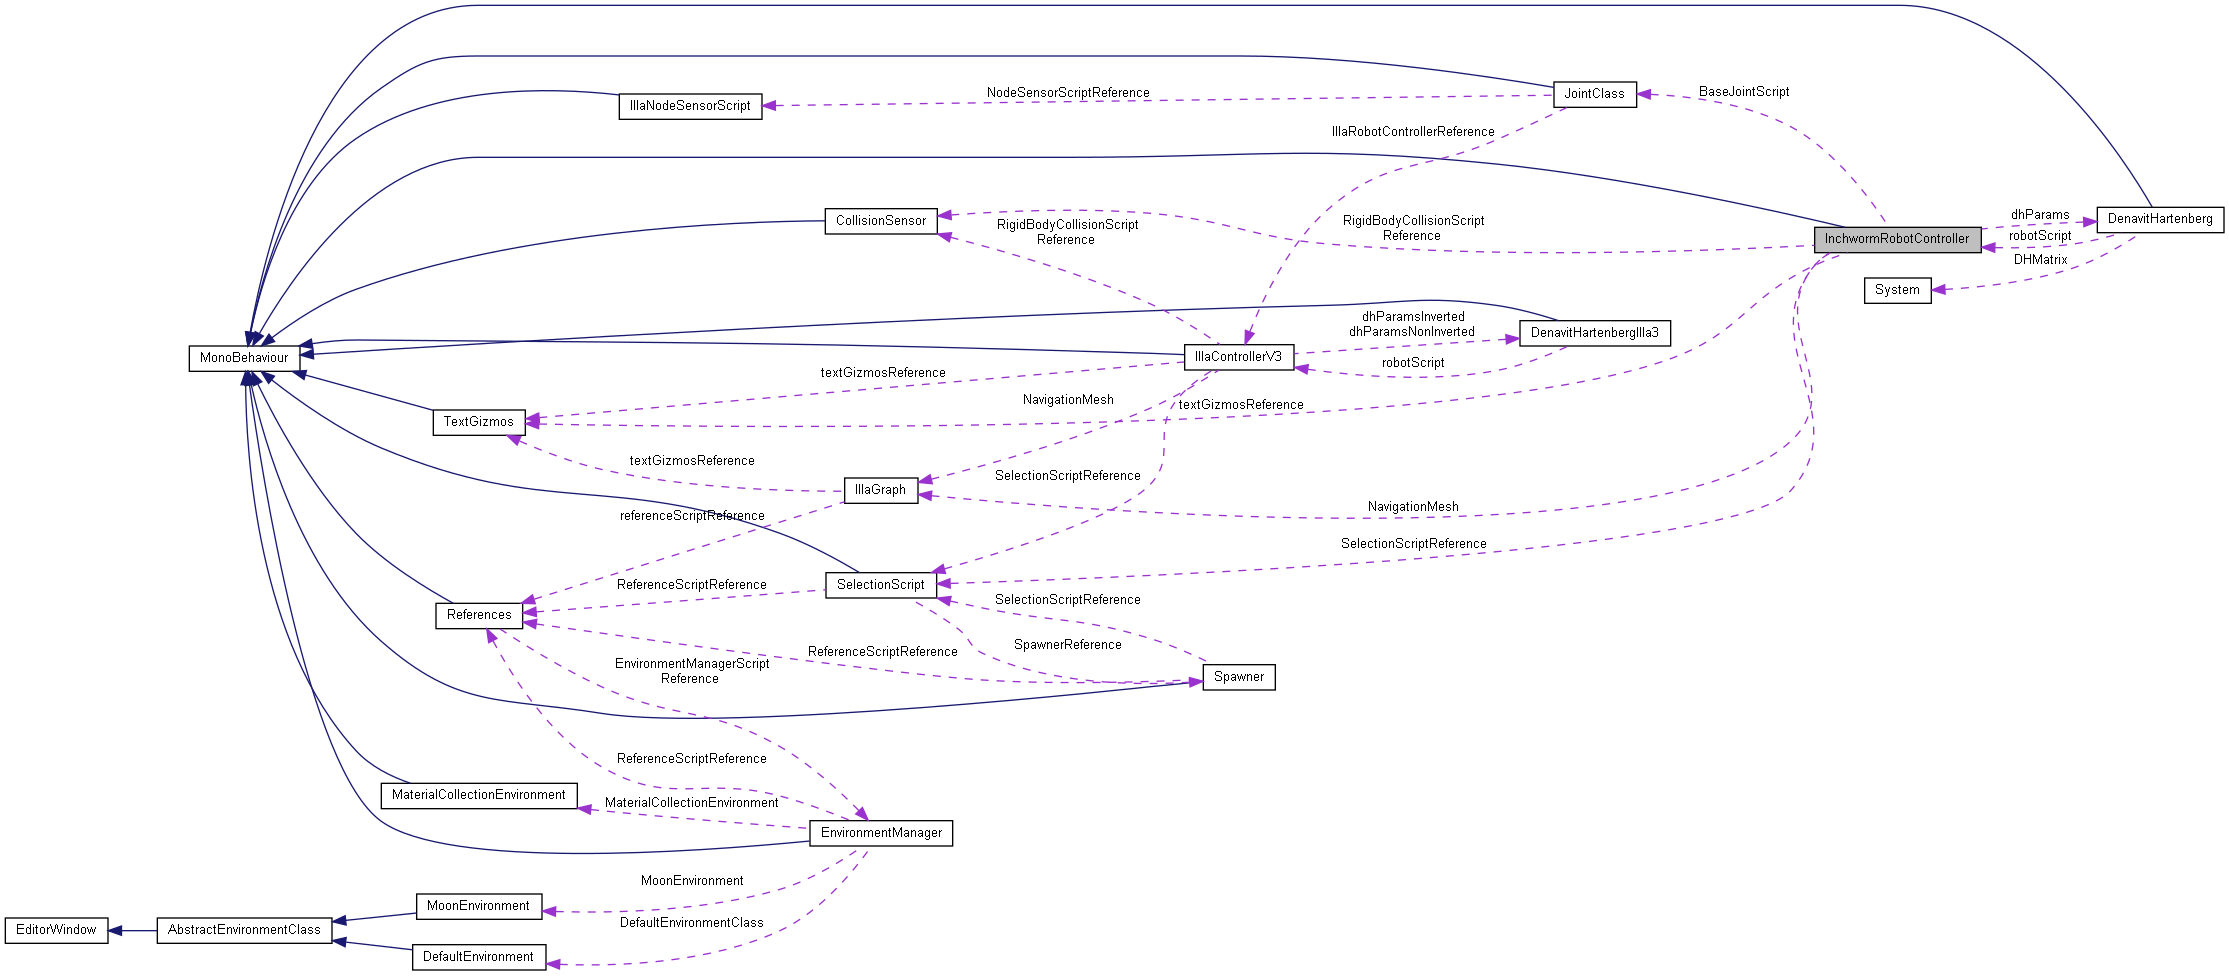 NodeSensorScriptReference
JointClass
BaseJointScript
IllaNodeSensorScript
IllaRobotControllerReference
CollisionSensor
RigidBodyCollisionScript
Reference
RigidBodyCollisionScript
Reference
dhParams
DenavitHartenberg
InchwormRobotController
robotScript
DHMatrix
System
MonoBehaviour
dhParamsInverted
dhParamsNonInverted
DenavitHartenbergIlla3
IllaControllerV3
robotScript
textGizmosReference
NavigationMesh
textGizmosReference
TextGizmos
textGizmosReference
SelectionScriptReference
IllaGraph
NavigationMesh
referenceScriptReference
SelectionScriptReference
ReferenceScriptReference
SelectionScript
SelectionScriptReference
References
SpawnerReference
ReferenceScriptReference
EnvironmentManagerScript
Reference
Spawner
ReferenceScriptReference
MaterialCollectionEnvironment
MaterialCollectionEnvironment
EnvironmentManager
MoonEnvironment
MoonEnvironment
DefaultEnvironmentClass
EditorWindow
AbstractEnvironmentClass
DefaultEnvironment